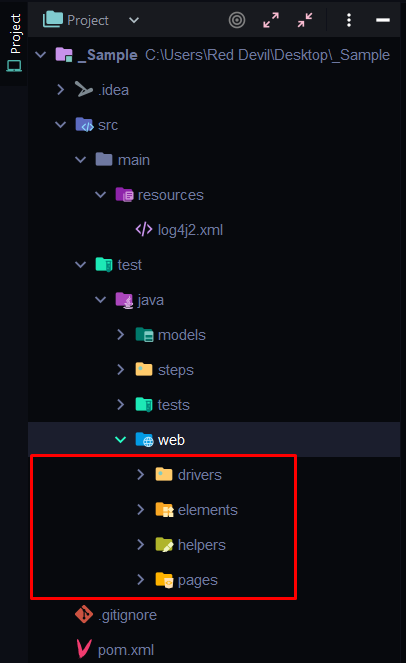 Project
Project
_Sample C:\Users\Red Devil\Desktop\_Sample
.idea
src
main
resources
log4j2.xml
test
java
models
steps
tests
web
drivers
elements
helpers
pages
.gitignore
pom.xml